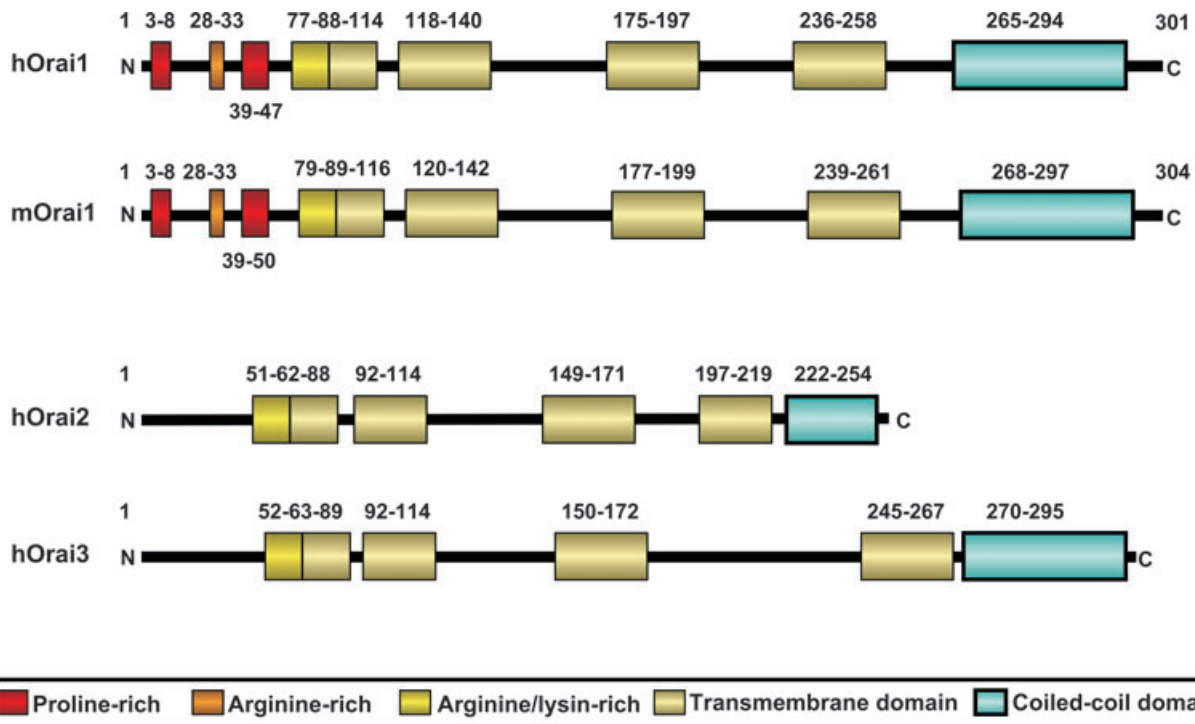 1 3-8 28-33 77-88-114 118-140 175-197 236-258 265-294 301
hOrai1 N C
39-47
1 3-8 28-33 79-89-116 120-142 177-199 239-261 268-297 304
mOrai1 N C
39-50
1 51-62-88 92-114 149-171 197-219 222-254
hOrai2 N C
1 52-63-89 92-114 150-172 245-267 270-295
hOrai3 N C
Proline-rich Arginine-rich Arginine/lysin-rich Transmembrane domain Coiled-coil doma